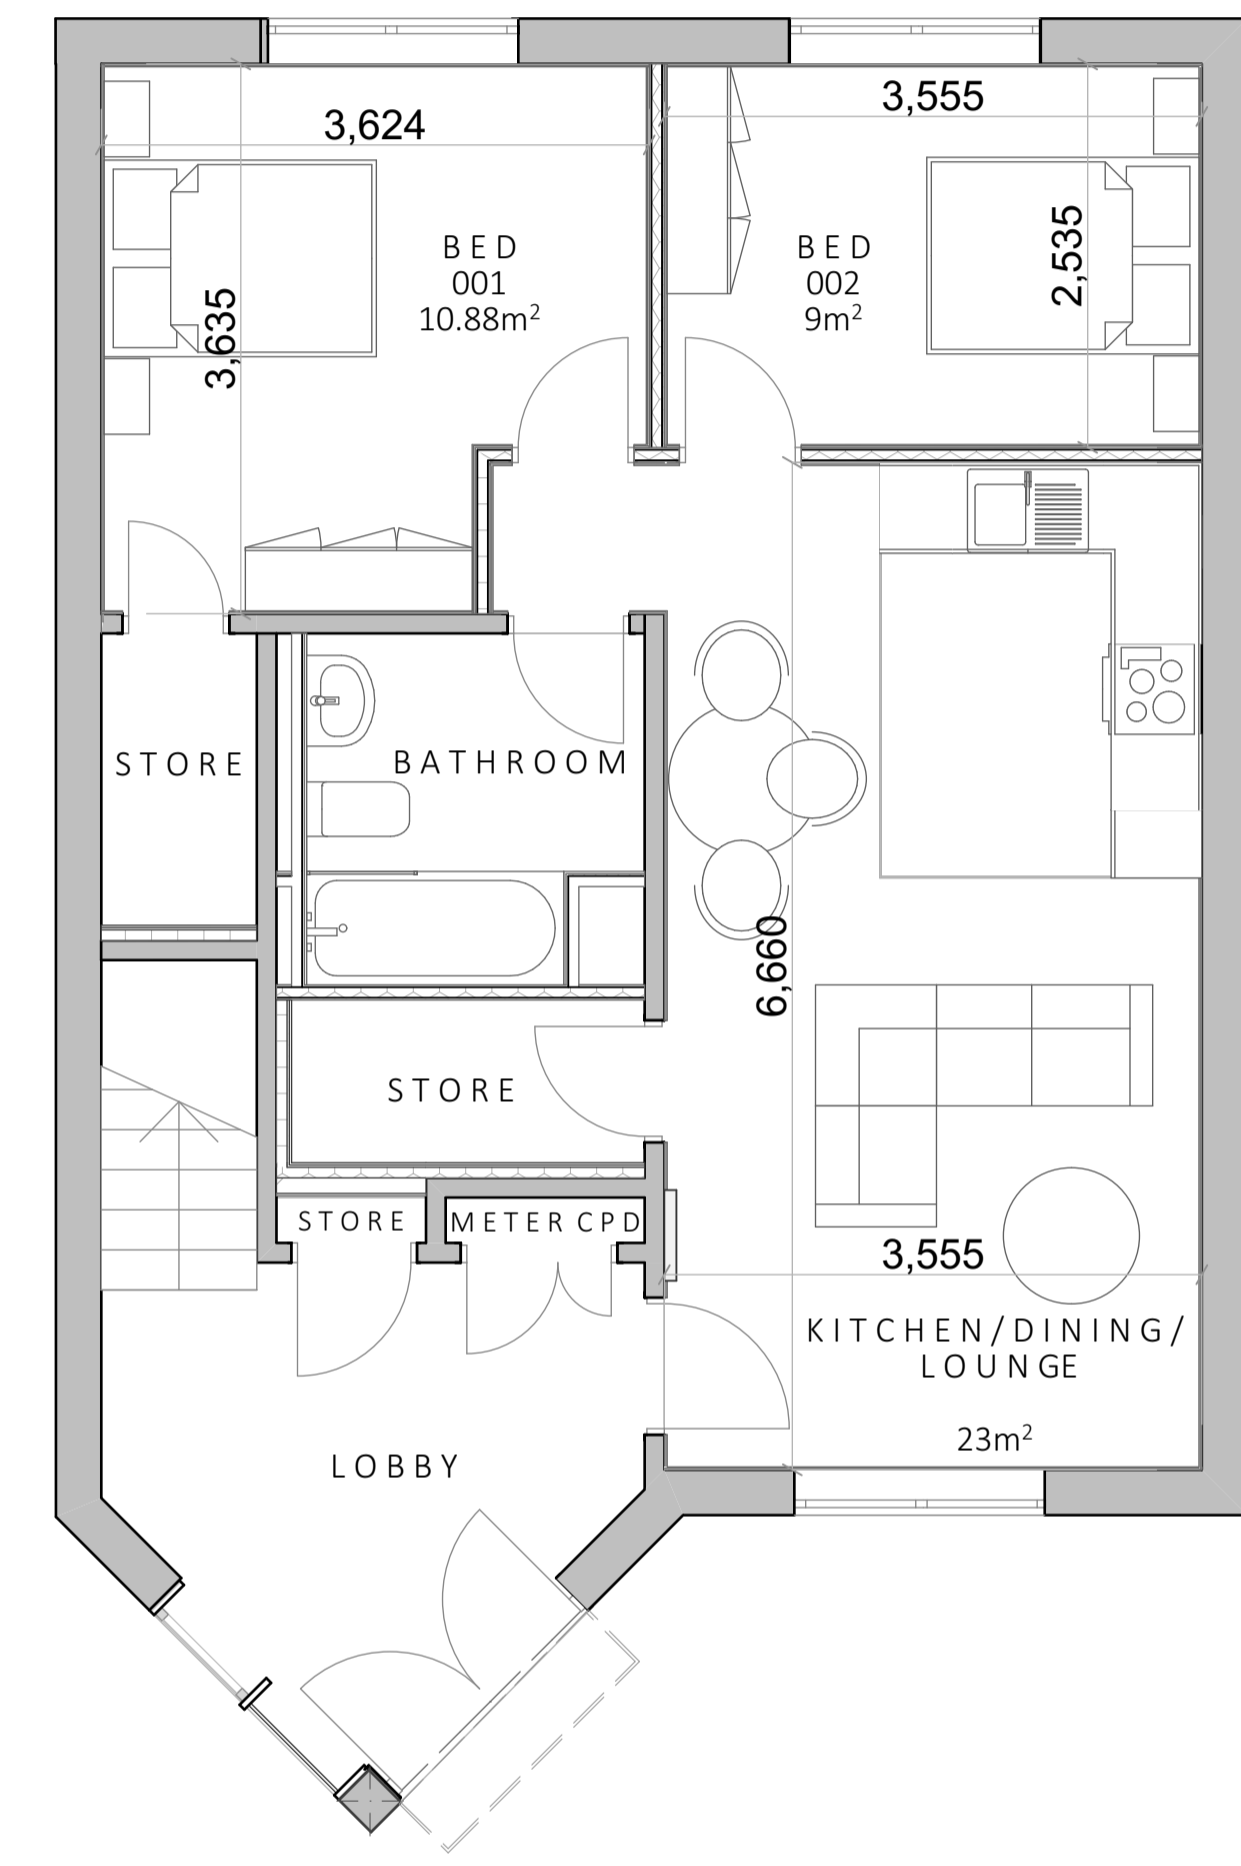 3,624
3,555
BED
001
10.88m²
BED
002
9m²
2,535
3,635
STORE
BATHROOM
6,660
STORE
STORE
METER CPD
3,555
KITCHEN/DINING/
LOUNGE
23m²
LOBBY